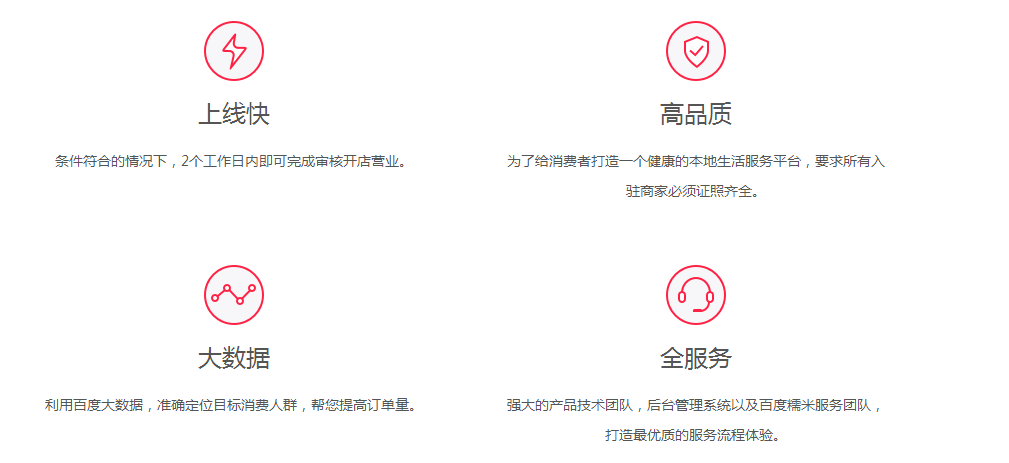 上线快
条件符合的情况下，2个工作日内即可完成审核开店营业。
高品质
为了给消费者打造一个健康的本地生活服务平台，要求所有入
驻商家必须证照齐全。
大数据
利用百度大数据，准确定位目标消费人群，帮您提高订单量。
全服务
强大的产品技术团队，后台管理系统以及百度糯米服务团队，
打造最优质的服务流程体验。